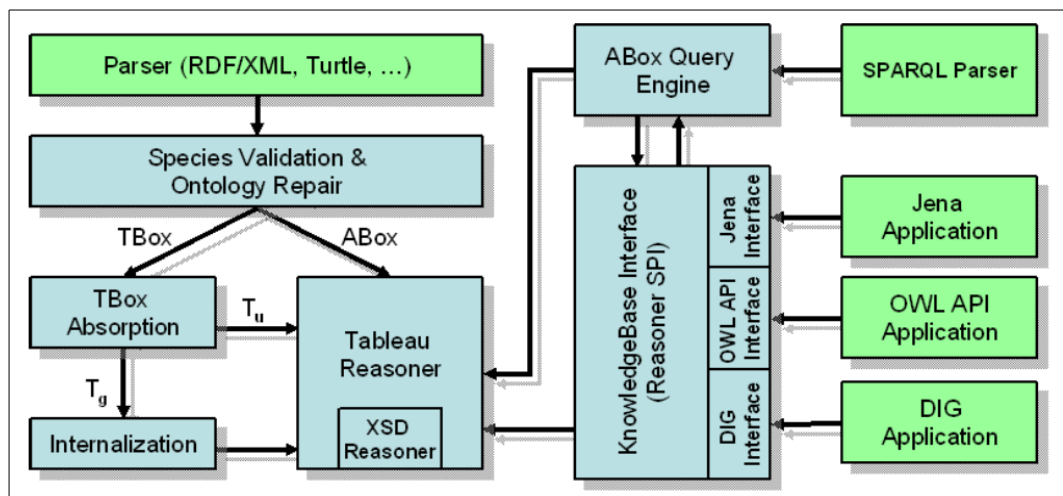 Parser (RDF/XML, Turtle, …)
Species Validation &
Ontology Repair
TBox
ABox
TBox
Absorption
Tu
Tg
Internalization
Tableau
Reasoner
XSD
Reasoner
ABox Query
Engine
KnowledgeBase Interface
(Reasoner SPI)
Jena
Interface
OWL API
Interface
DIG
Interface
SPARQL Parser
Jena
Application
OWL API
Application
DIG
Application